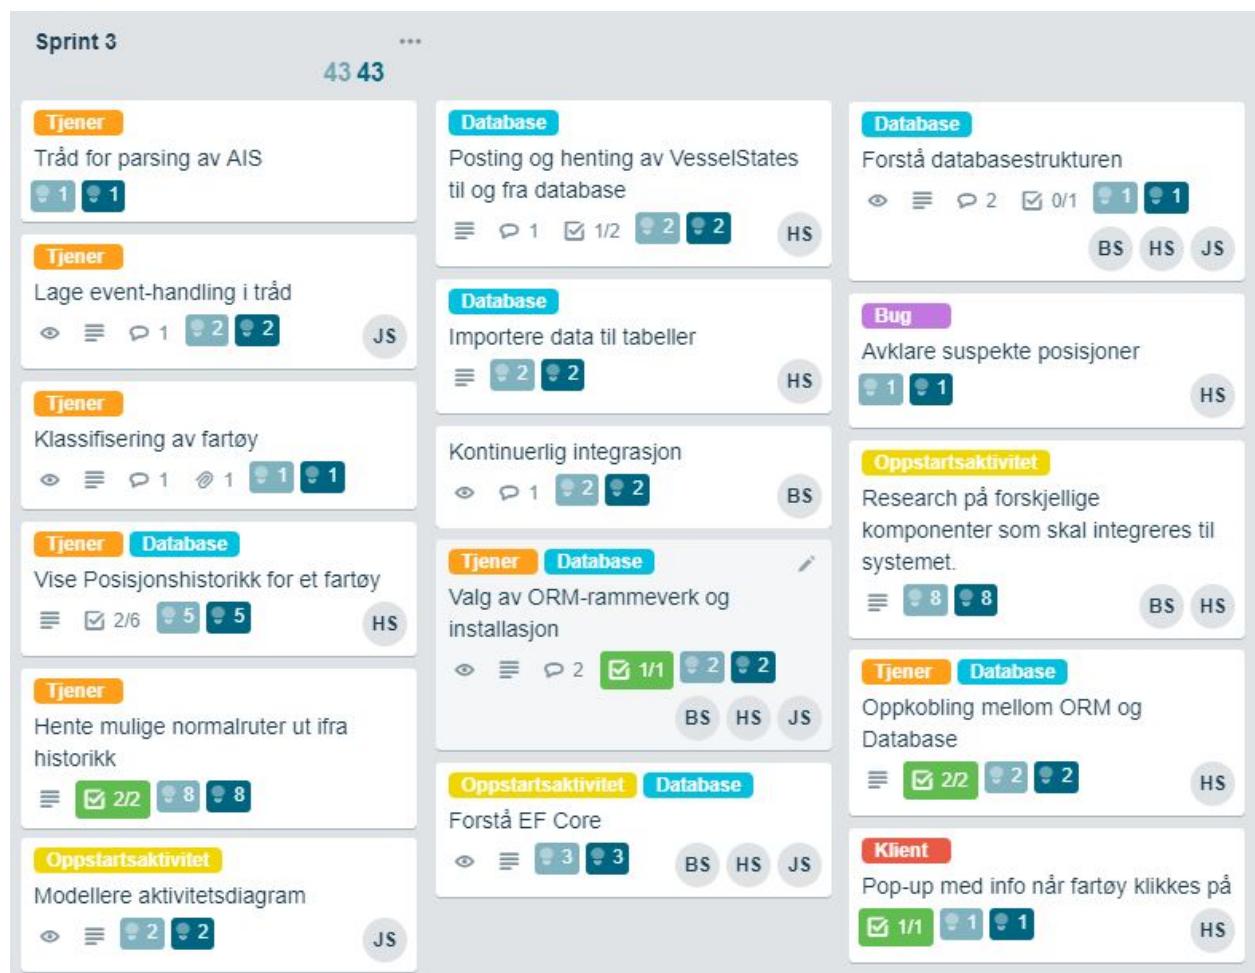 Sprint 3
43 43
Tjener
Tråd for parsing av AIS
1 1
Tjener
Lage event-handling i tråd
1 2 2 JS
Tjener
Klassifisering av fartøy
1 1 1 1
Tjener Database
Vise Posisjonshistorikk for et fartøy
2/6 5 5 HS
Tjener
Hente mulige normalruter ut ifra
historikk
2/2 8 8
Oppstartsaktivitet
Modellere aktivitetsdiagram
2 2 JS
Database
Posting og henting av VesselStates
til og fra database
1 1/2 2 2 HS
Database
Importere data til tabeller
2 2 HS
Kontinuerlig integrasjon
1 2 2 BS
Tjener Database
Valg av ORM-rammeverk og
installasjon
2 1/1 2 2
BS HS JS
Oppstartsaktivitet Database
Forstå EF Core
3 3 BS HS JS
Database
Forstå databasestrukturen
2 0/1 1 1
BS HS JS
Bug
Avklare suspekte posisjoner
1 1 HS
Oppstartsaktivitet
Research på forskjellige
komponenter som skal integreres til
systemet.
8 8 BS HS
Tjener Database
Oppkobling mellom ORM og
Database
2/2 2 2 HS
Klient
Pop-up med info når fartøy klikkes på
1/1 1 1 HS